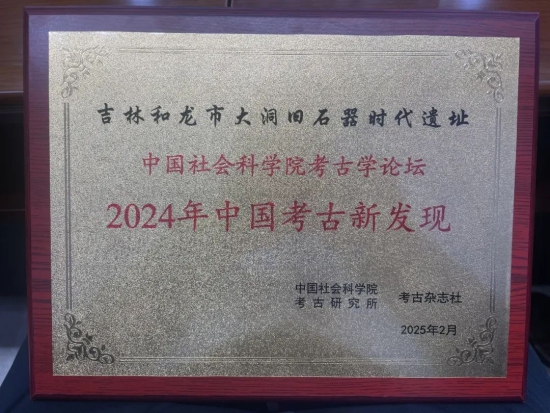 吉林和龙市大洞旧石器时代遗址
中国社会科学院考古学论坛
2024年中国考古新发现
中国社会科学院
考古研究所
考古杂志社
2025年2月